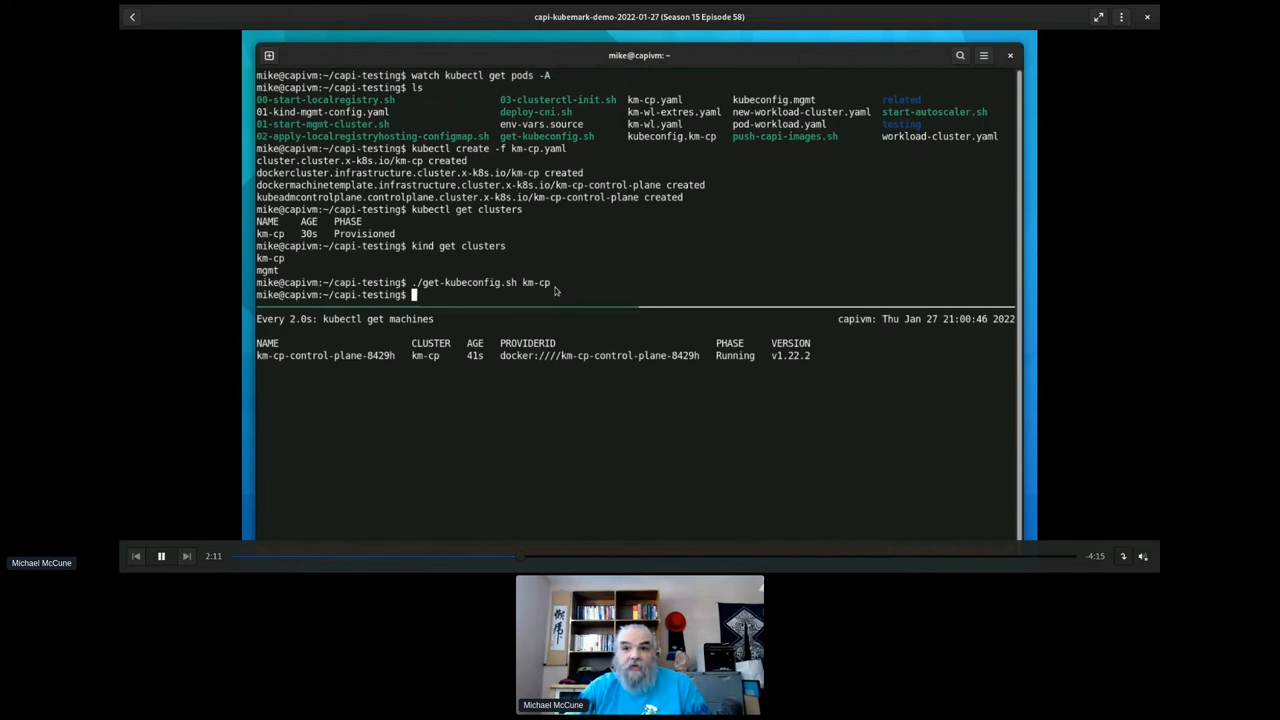 capi-kubemark-demo-2022-01-27 (Season 15 Episode 58)
mike@capivm: ~
mike@capivm:~/capi-testing$ watch kubectl get pods -A
mike@capivm:~/capi-testing$ ls
00-start-localregistry.sh 03-clusterctl-init.sh km-cp.yaml kubeconfig.mgmt related
01-kind-mgmt-config.yaml deploy-cni.sh km-wl-extres.yaml new-workload-cluster.yaml start-autoscaler.sh
01-start-mgmt-cluster.sh env-vars.source km-wl.yaml pod-workload.yaml testing
02-apply-localregistryhosting-configmap.sh get-kubeconfig.sh kubeconfig.km-cp push-capi-images.sh workload-cluster.yaml
mike@capivm:~/capi-testing$ kubectl create -f km-cp.yaml
cluster.cluster.x-k8s.io/km-cp created
dockercluster.infrastructure.cluster.x-k8s.io/km-cp created
dockermachinetemplate.infrastructure.cluster.x-k8s.io/km-cp-control-plane created
kubeadmcontrolplane.controlplane.cluster.x-k8s.io/km-cp-control-plane created
mike@capivm:~/capi-testing$ kubectl get clusters
NAME AGE PHASE
km-cp 30s Provisioned
mike@capivm:~/capi-testing$ kind get clusters
km-cp
mgmt
mike@capivm:~/capi-testing$ ./get-kubeconfig.sh km-cp
mike@capivm:~/capi-testing$
Every 2.0s: kubectl get machines capivm: Thu Jan 27 21:00:46 2022
NAME CLUSTER AGE PROVIDERID PHASE VERSION
km-cp-control-plane-8429h km-cp 41s docker:////km-cp-control-plane-8429h Running v1.22.2
2:11 -4:15
Michael McCune
Michael McCune